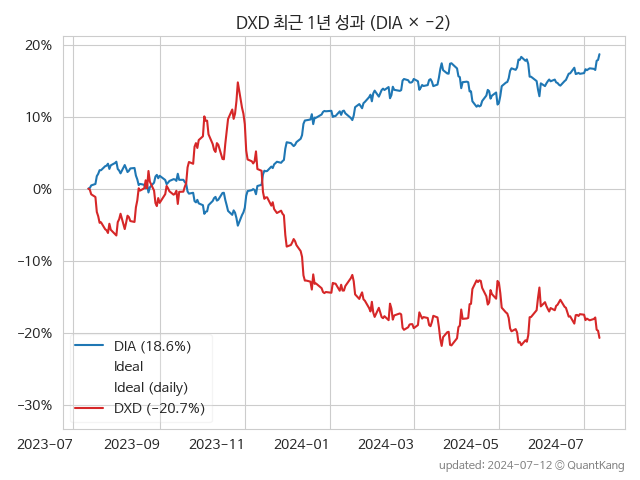 DXD 최근 1년 성과 (DIA × −2)
20%
10%
0%
−10%
−20%
−30%
DIA (18.6%)
Ideal
Ideal (daily)
DXD (−20.7%)
2023-07 2023-09 2023-11 2024-01 2024-03 2024-05 2024-07
updated: 2024-07-12 © QuantKang